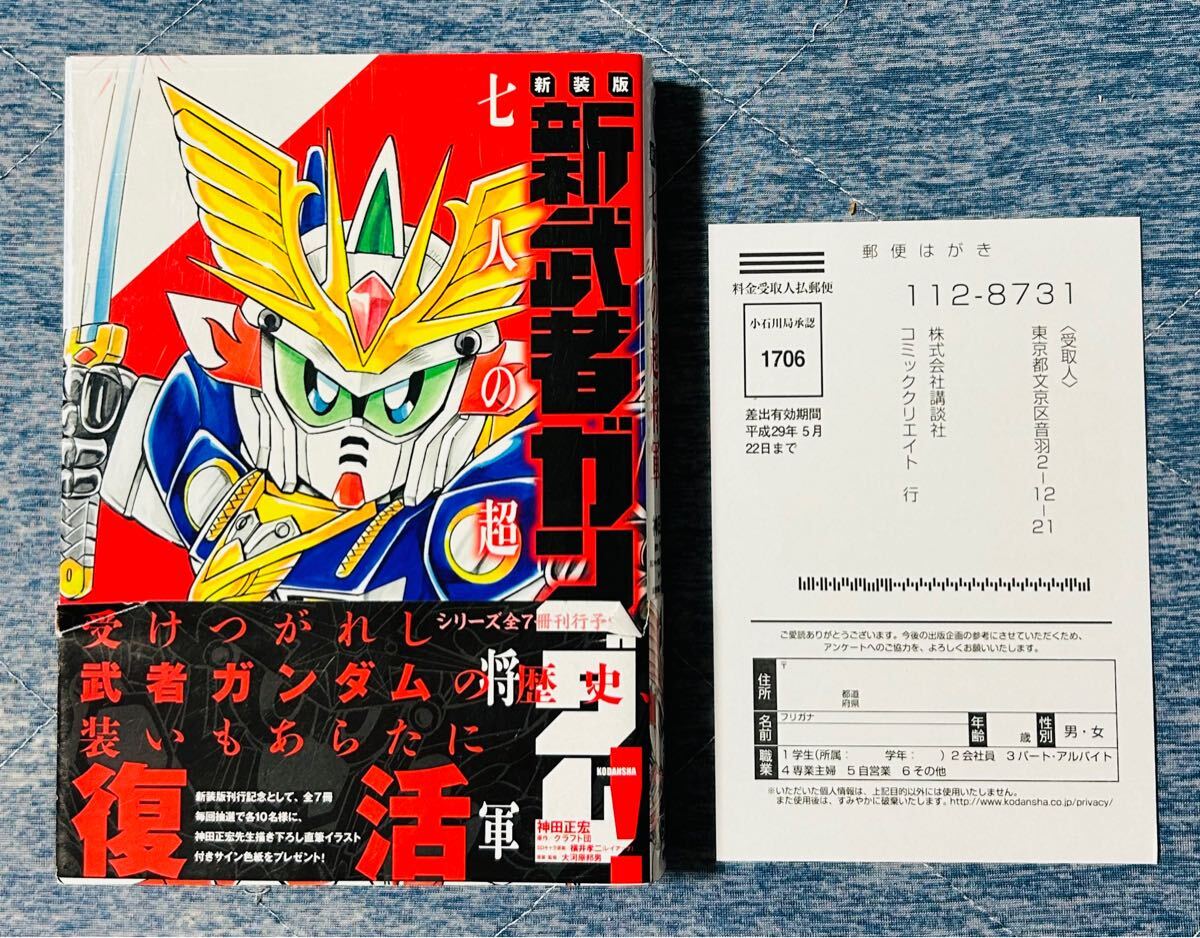 新装版
新武者ガンダム
七人の超将軍
シリーズ全7冊刊行予
受けつがれし
武者ガンダムの歴史、
装いもあらたに
復活!
新装版刊行記念として、全7冊
毎回抽選で各10名様に、
神田正宏先生描き下ろし直筆イラスト
付きサイン色紙をプレゼント!
KODANSHA
神田正宏
原作/クラフト団
横井孝二
大河原邦男
郵便はがき
料金受取人払郵便
112-8731
小石川局承認
1706
差出有効期間
平成29年5月
22日まで
〈受取人〉
東京都文京区音羽2-12-21
株式会社講談社
コミッククリエイト 行
ご愛読ありがとうございます。今後の出版企画の参考にさせていただくため、
アンケートへのご協力を、よろしくお願いいたします。
住所
〒
都道
府県
名前
フリガナ
年齢
歳
性別
男・女
職業
1学生(所属: 学年: )2会社員 3パート・アルバイト
4専業主婦 5自営業 6その他
※いただいた個人情報は、上記目的以外には使用いたしません。
また使用後は、すみやかに破棄いたします。http://www.kodansha.co.jp/privacy/